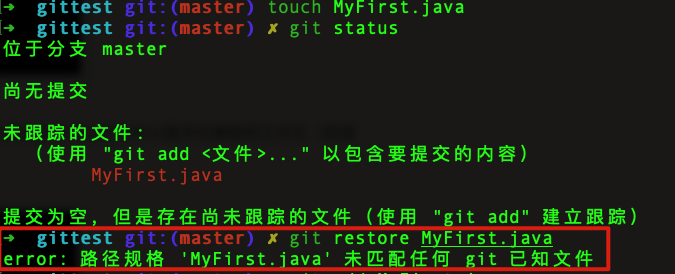 → gittest git:(master) touch MyFirst.java
→ gittest git:(master) ✗ git status
位于分支 master
尚无提交
未跟踪的文件:
(使用 "git add <文件>..." 以包含要提交的内容)
MyFirst.java
提交为空，但是存在尚未跟踪的文件（使用 "git add" 建立跟踪）
→ gittest git:(master) ✗ git restore MyFirst.java
error: 路径规格 'MyFirst.java' 未匹配任何 git 已知文件